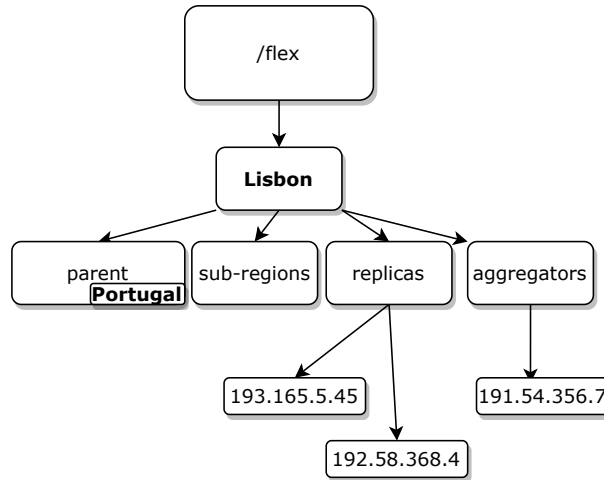 /flex
Lisbon
parent
Portugal
sub-regions
replicas
aggregators
193.165.5.45
191.54.356.7
192.58.368.4